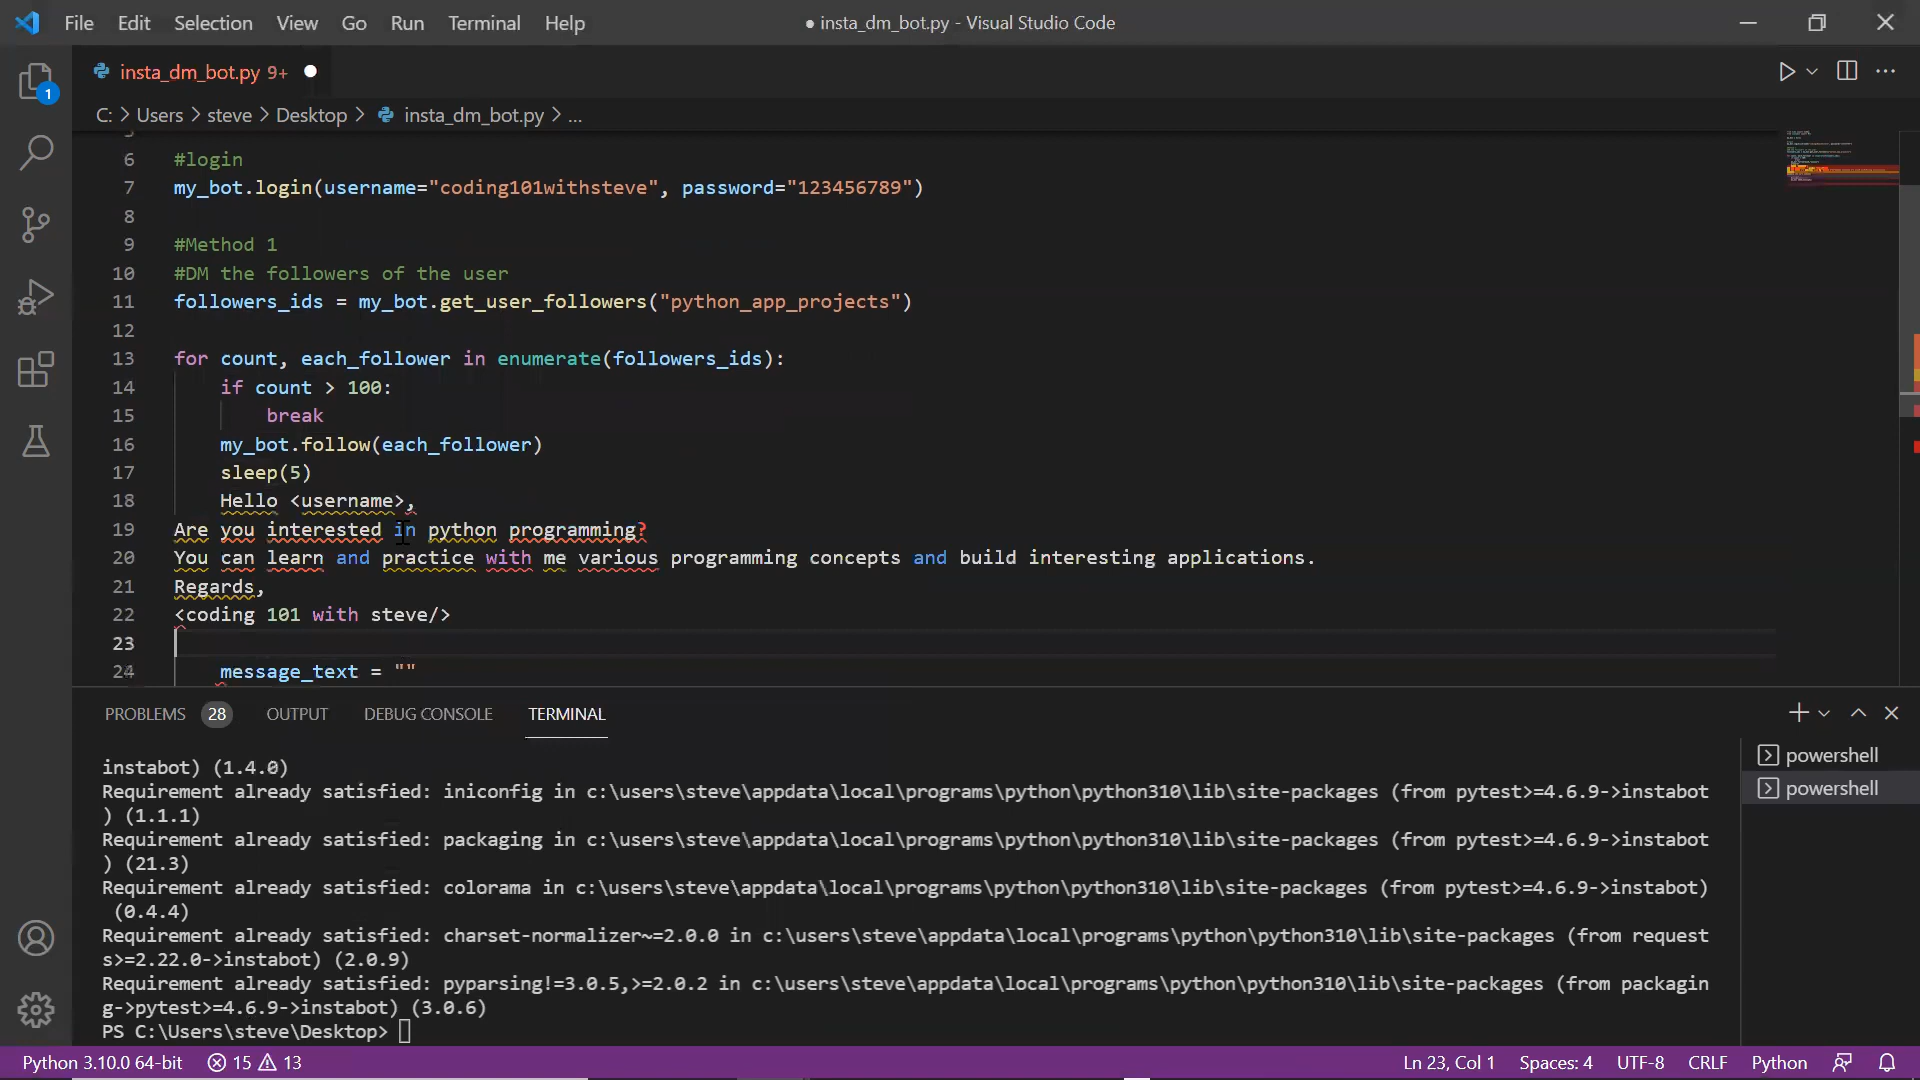 File Edit Selection View Go Run Terminal Help
● insta_dm_bot.py - Visual Studio Code
insta_dm_bot.py 9+
C: > Users > steve > Desktop > insta_dm_bot.py > ...
1
5
6 #login
7 my_bot.login(username="coding101withsteve", password="123456789")
8
9 #Method 1
10 #DM the followers of the user
11 followers_ids = my_bot.get_user_followers("python_app_projects")
12
13 for count, each_follower in enumerate(followers_ids):
14 if count > 100:
15 break
16 my_bot.follow(each_follower)
17 sleep(5)
18 Hello <username>,
19 Are you interested in python programming?
20 You can learn and practice with me various programming concepts and build interesting applications.
21 Regards,
22 <coding 101 with steve/>
23
24 message_text = ""
PROBLEMS 28 OUTPUT DEBUG CONSOLE TERMINAL
instabot) (1.4.0)
Requirement already satisfied: iniconfig in c:\users\steve\appdata\local\programs\python\python310\lib\site-packages (from pytest>=4.6.9->instabot
) (1.1.1)
Requirement already satisfied: packaging in c:\users\steve\appdata\local\programs\python\python310\lib\site-packages (from pytest>=4.6.9->instabot
) (21.3)
Requirement already satisfied: colorama in c:\users\steve\appdata\local\programs\python\python310\lib\site-packages (from pytest>=4.6.9->instabot)
(0.4.4)
Requirement already satisfied: charset-normalizer~=2.0.0 in c:\users\steve\appdata\local\programs\python\python310\lib\site-packages (from request
s>=2.22.0->instabot) (2.0.9)
Requirement already satisfied: pyparsing!=3.0.5,>=2.0.2 in c:\users\steve\appdata\local\programs\python\python310\lib\site-packages (from packagin
g->pytest>=4.6.9->instabot) (3.0.6)
PS C:\Users\steve\Desktop>
powershell
powershell
Python 3.10.0 64-bit 15 13
Ln 23, Col 1 Spaces: 4 UTF-8 CRLF Python